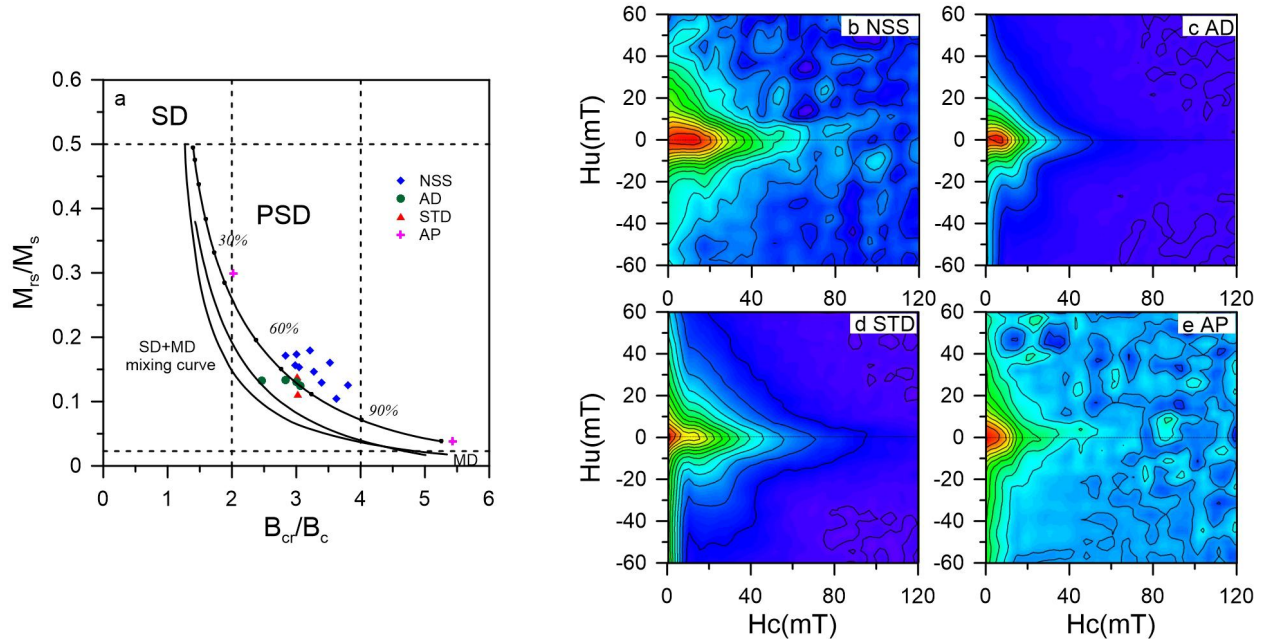 a
SD
PSD
NSS
AD
STD
AP
30%
60%
90%
SD+MD
mixing curve
MD
0.6
0.5
0.4
0.3
0.2
0.1
0
0 1 2 3 4 5 6
Mrs/Ms
Bcr/Bc
b NSS
60
40
20
0
-20
-40
-60
0 40 80 120
Hu(mT)
c AD
60
40
20
0
-20
-40
-60
0 40 80 120
d STD
60
40
20
0
-20
-40
-60
0 40 80 120
Hu(mT)
Hc(mT)
e AP
60
40
20
0
-20
-40
-60
0 40 80 120
Hc(mT)